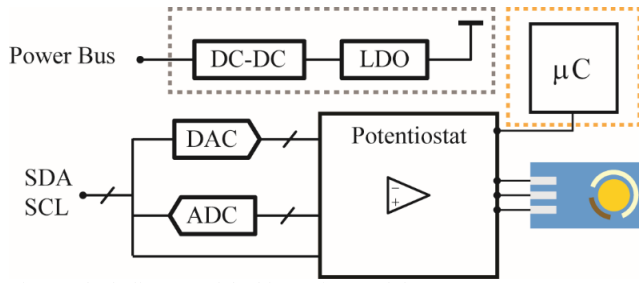 Power Bus
DC-DC
LDO
μC
DAC
Potentiostat
SDA
SCL
ADC
−
+